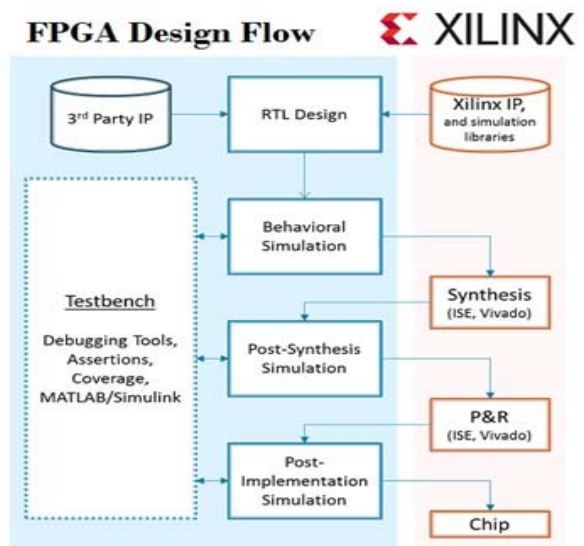 FPGA Design Flow
XILINX
3rd Party IP
RTL Design
Xilinx IP,
and simulation
libraries
Behavioral
Simulation
Testbench
Debugging Tools,
Assertions,
Coverage,
MATLAB/Simulink
Synthesis
(ISE, Vivado)
Post-Synthesis
Simulation
P&R
(ISE, Vivado)
Post-
Implementation
Simulation
Chip